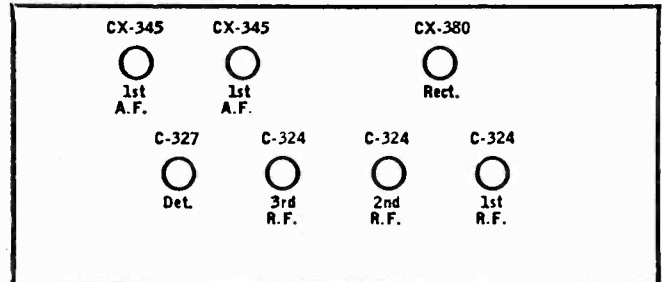 CX-345 CX-345 CX-380
1st 1st Rect.
A.F. A.F.
C-327 C-324 C-324 C-324
Det. 3rd 2nd 1st
R.F. R.F. R.F.